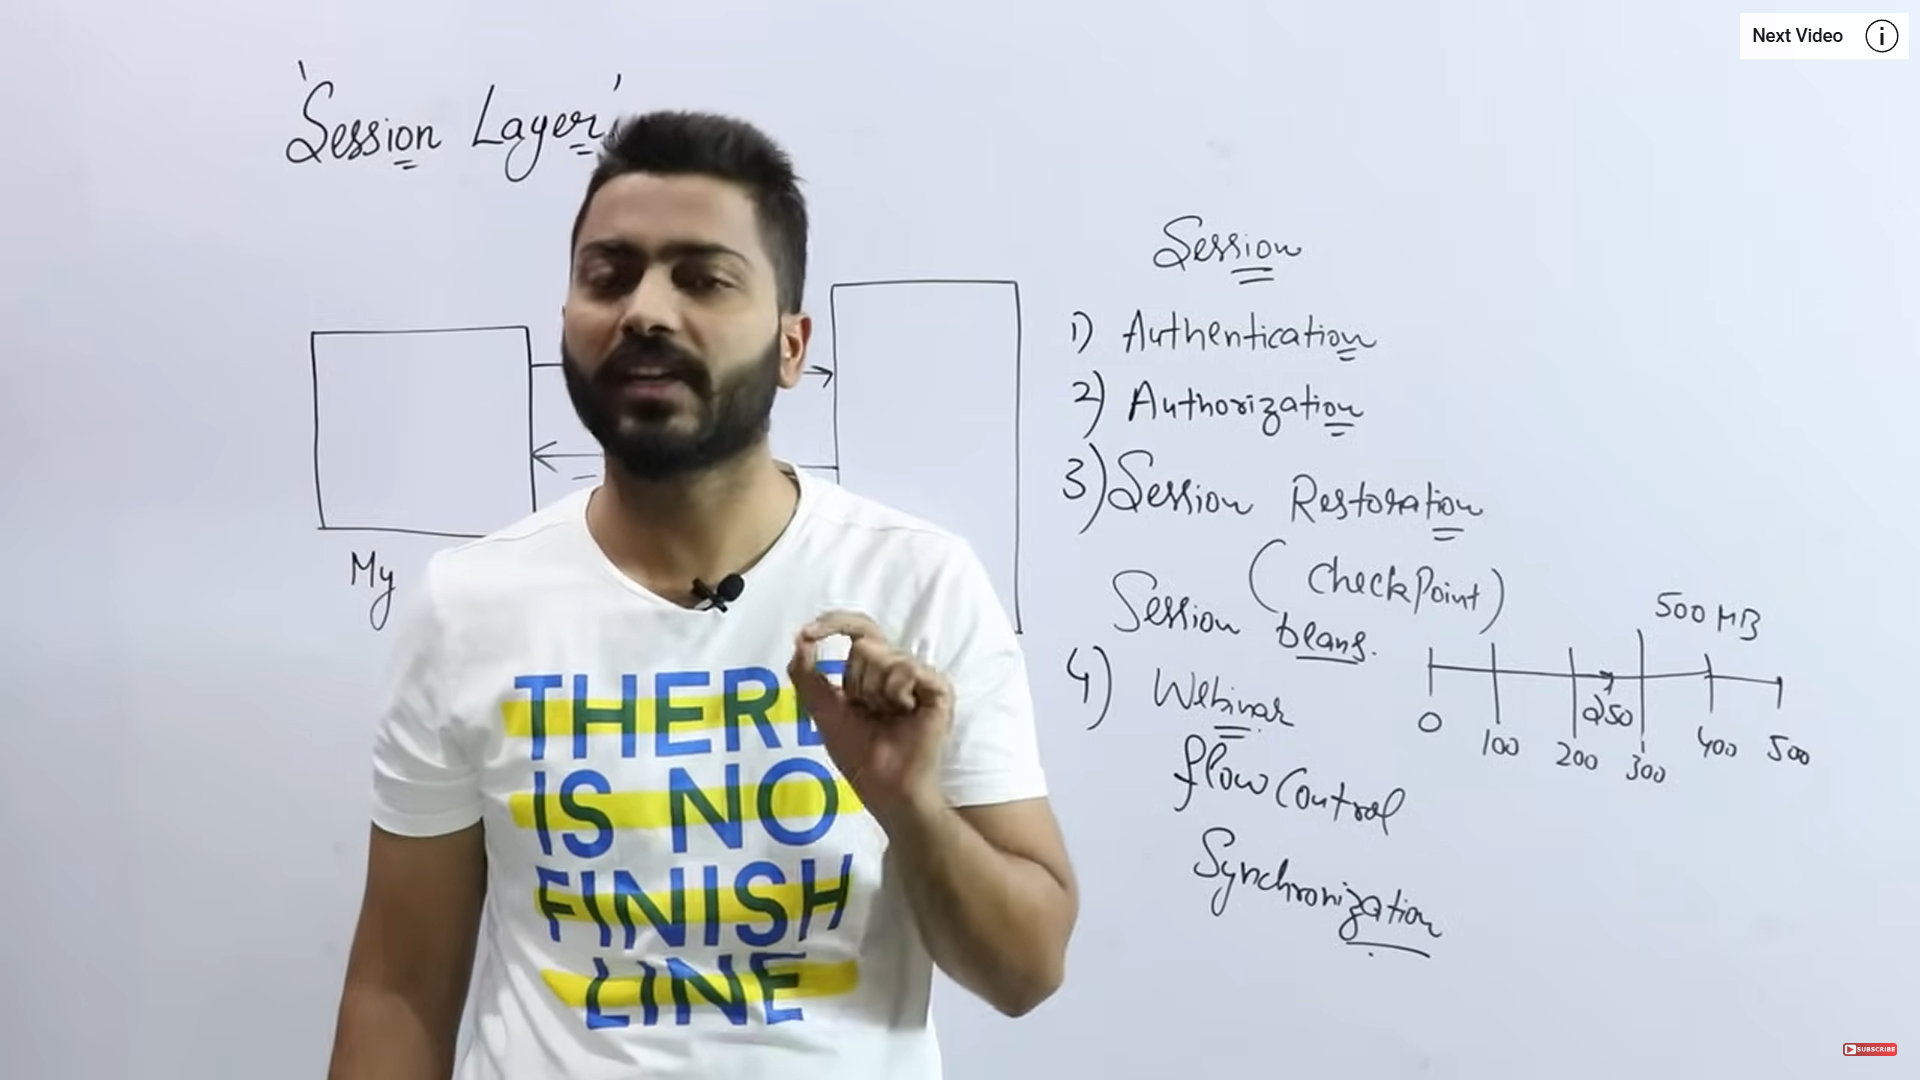 Next Video
'Session Layer'
My
Session
1) Authentication
2) Authorization
3) Session Restoration
(CheckPoint)
Session beans.
4) Webinar
flow Control
Synchronization
500 MB
250
0 100 200 300 400 500
THERE
IS NO
FINISH
LINE
SUBSCRIBE